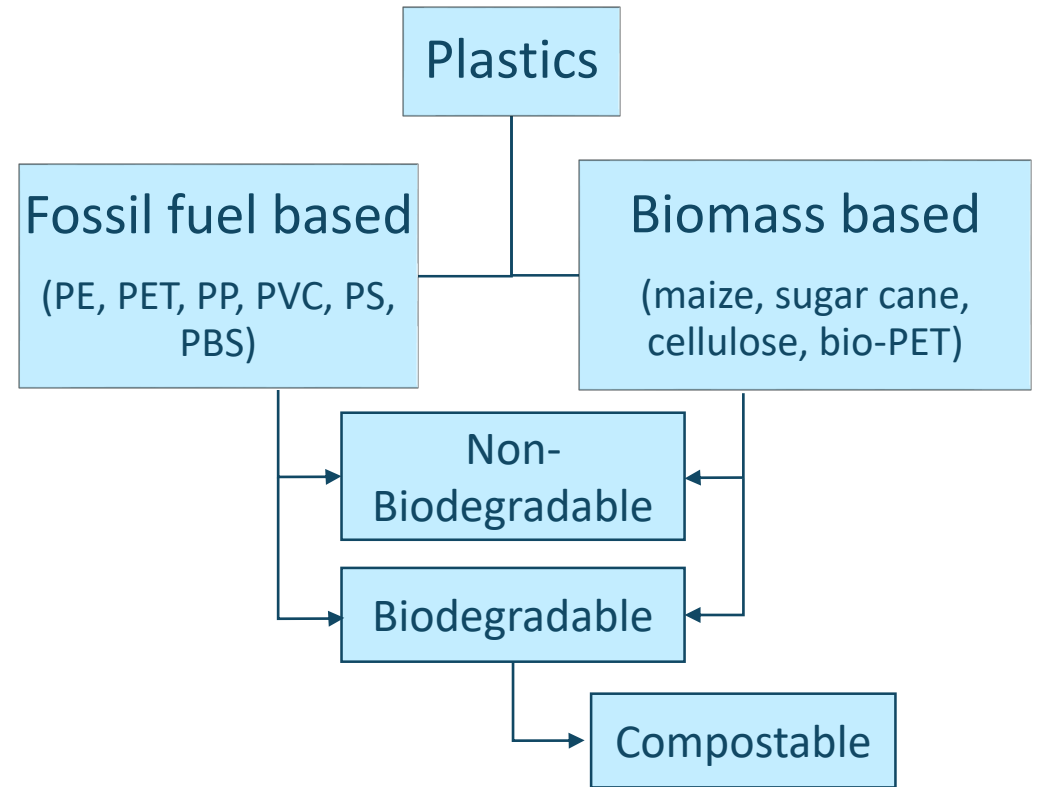 Plastics
Fossil fuel based
(PE, PET, PP, PVC, PS,
PBS)
Biomass based
(maize, sugar cane,
cellulose, bio-PET)
Non-
Biodegradable
Biodegradable
Compostable